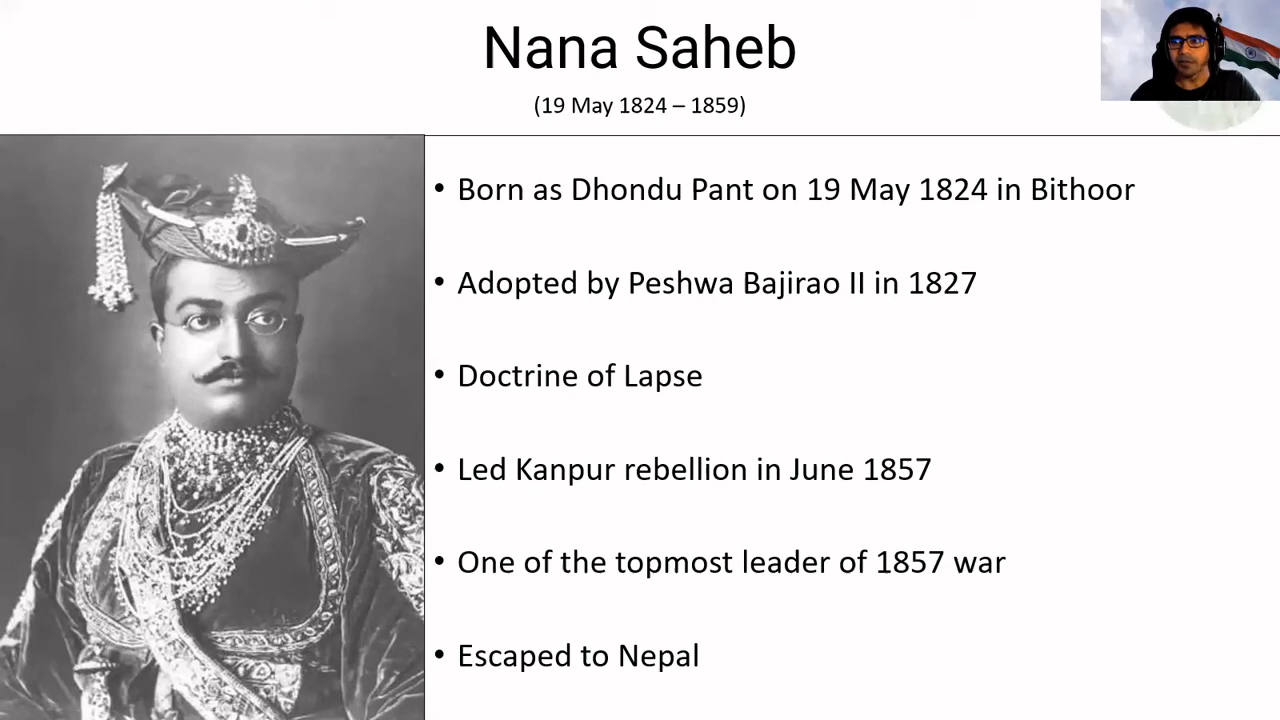 Nana Saheb
(19 May 1824 – 1859)
• Born as Dhondu Pant on 19 May 1824 in Bithoor
• Adopted by Peshwa Bajirao II in 1827
• Doctrine of Lapse
• Led Kanpur rebellion in June 1857
• One of the topmost leader of 1857 war
• Escaped to Nepal